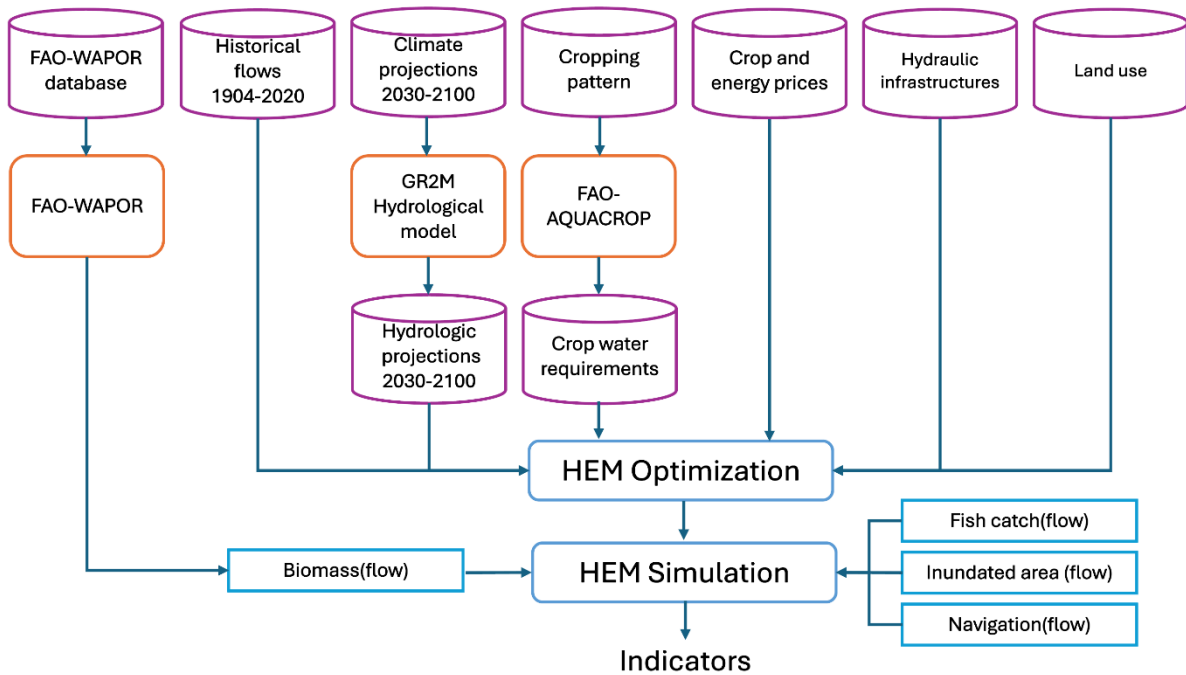 FAO-WAPOR
database
Historical
flows
1904-2020
Climate
projections
2030-2100
Cropping
pattern
Crop and
energy prices
Hydraulic
infrastructures
Land use
FAO-WAPOR
GR2M
Hydrological
model
FAO-
AQUACROP
Hydrologic
projections
2030-2100
Crop water
requirements
HEM Optimization
Fish catch(flow)
Biomass(flow)
HEM Simulation
Inundated area (flow)
Navigation(flow)
Indicators